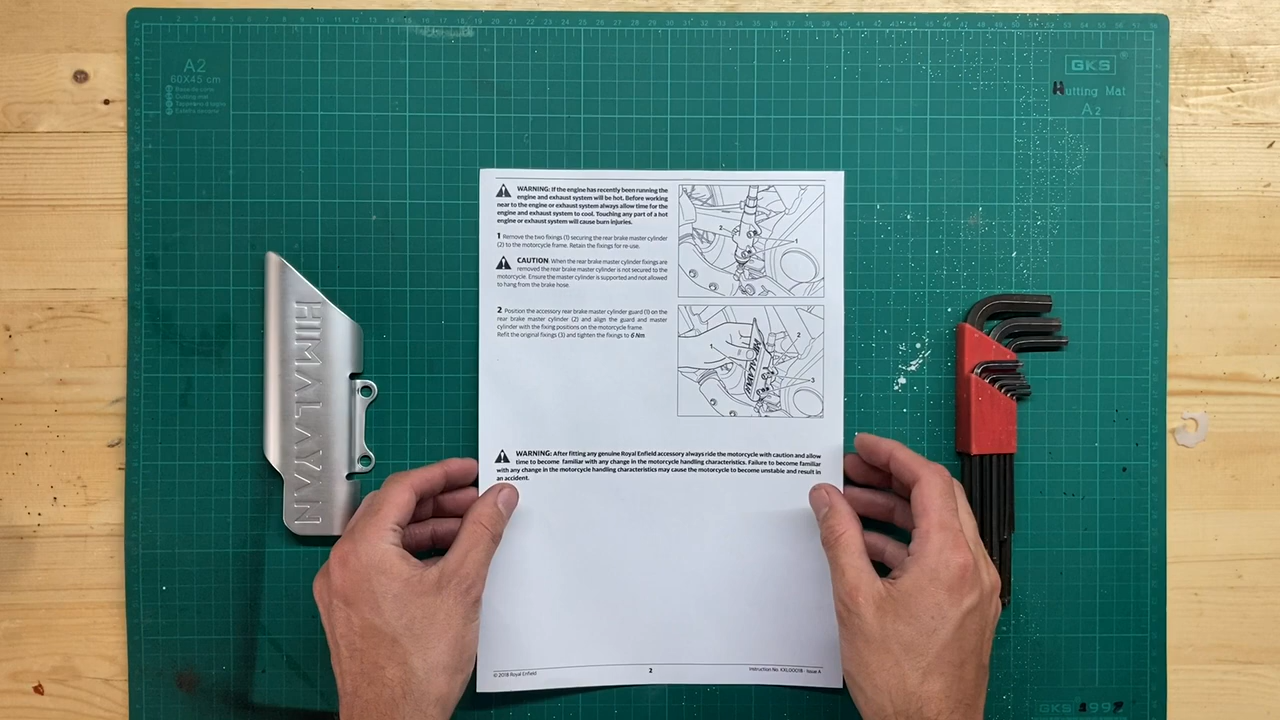 A2
60X45 cm
GKS
utting Mat
A2
WARNING: If the engine has recently been running the
engine and exhaust system will be hot. Before working
near to the engine or exhaust system always allow time for the
engine and exhaust system to cool. Touching any part of a hot
engine or exhaust system will cause burn injuries.
1 Remove the two fixings (1) securing the rear brake master cylinder
(2) to the motorcycle frame. Retain the fixings for re-use.
CAUTION: When the rear brake master cylinder fixings are
removed the rear brake master cylinder is not secured to the
motorcycle. Ensure the master cylinder is supported and not allowed
to hang from the brake hose.
2
1
2 Position the accessory rear brake master cylinder guard (1) on the
rear brake master cylinder (2) and align the guard and master
cylinder with the fixing positions on the motorcycle frame.
Refit the original fixings (3) and tighten the fixings to 6 Nm
1
2
3
HIMALAYAN
HIMALAYAN
WARNING: After fitting any genuine Royal Enfield accessory always ride the motorcycle with caution and allow
time to become familiar with any change in the motorcycle handling characteristics. Failure to become familiar
with any change in the motorcycle handling characteristics may cause the motorcycle to become unstable and result in
an accident.
© 2018 Royal Enfield
2
Instruction No. Issue A
GKS